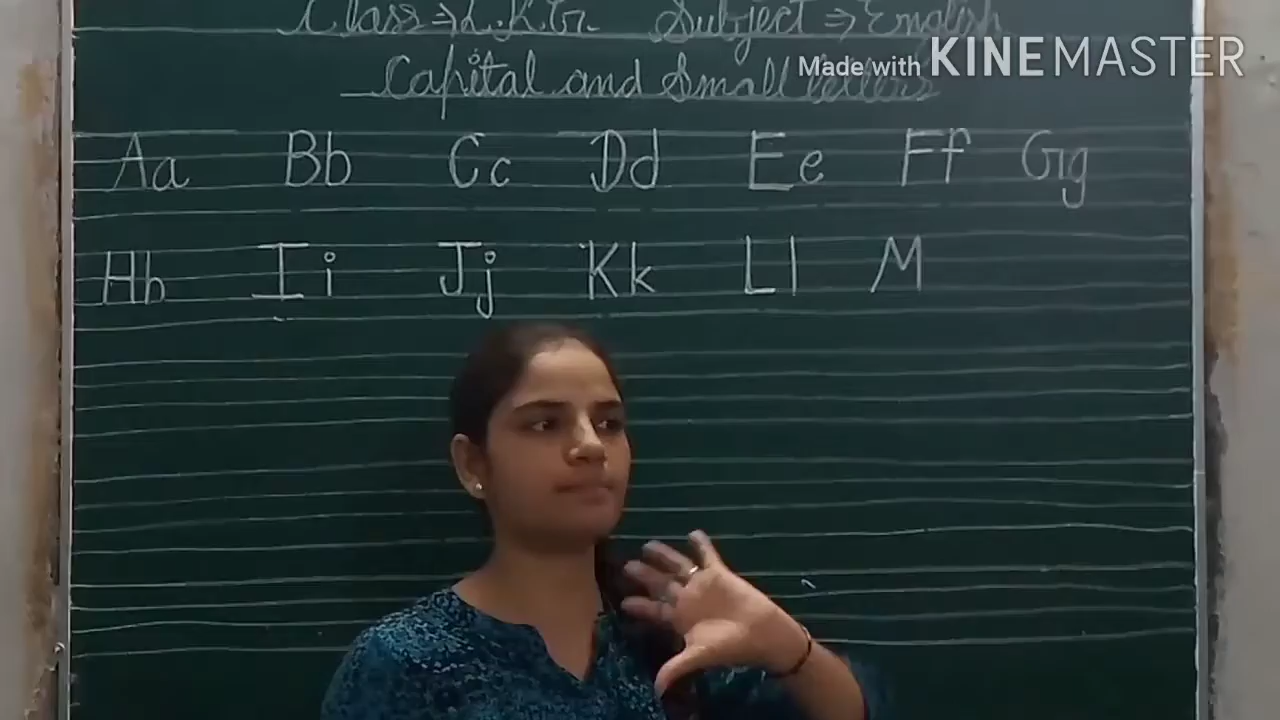 Class ⇒ L.K.G. Subject ⇒ English
Made with KINEMASTER
Capital and Small letters
Aa Bb Cc Dd Ee Ff Gg
Hh Ii Jj Kk Ll M